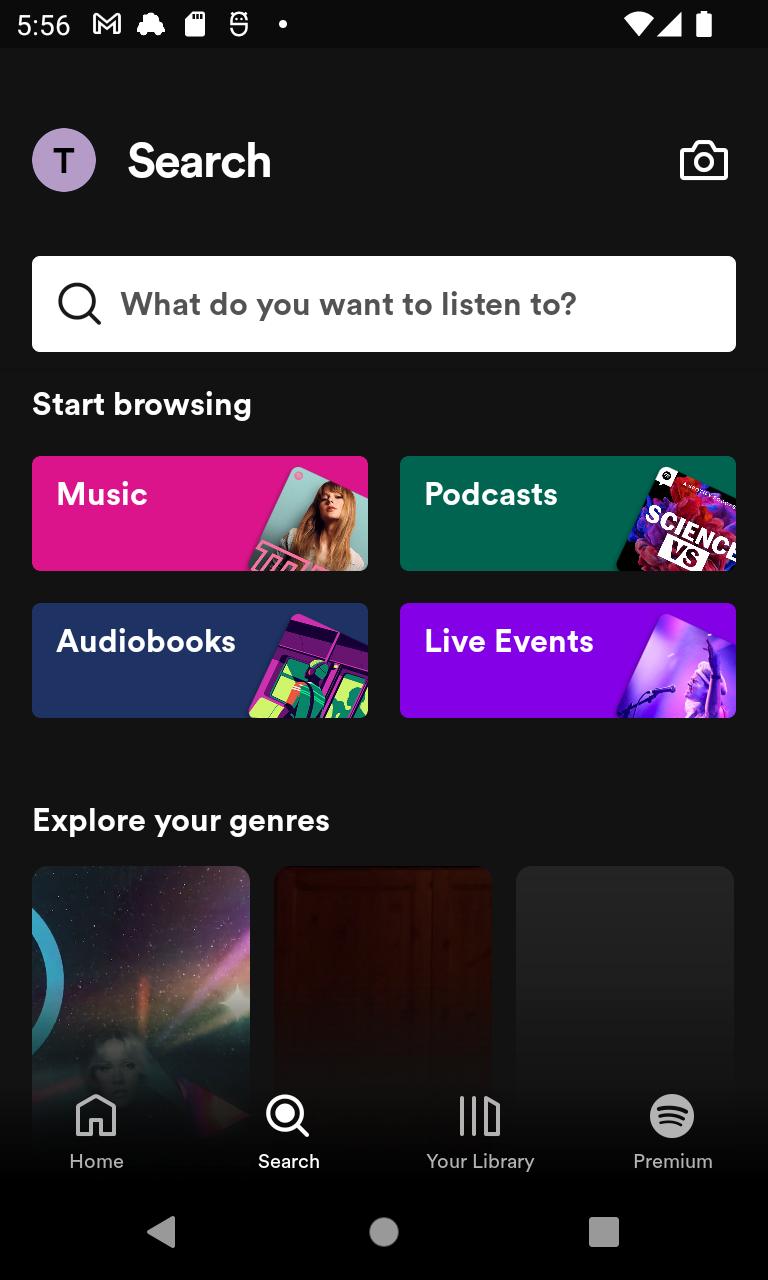 5:56
T
Search
What do you want to listen to?
Start browsing
Music
Podcasts
SCIENCE
VS
Audiobooks
Live Events
Explore your genres
Home
Search
Your Library
Premium